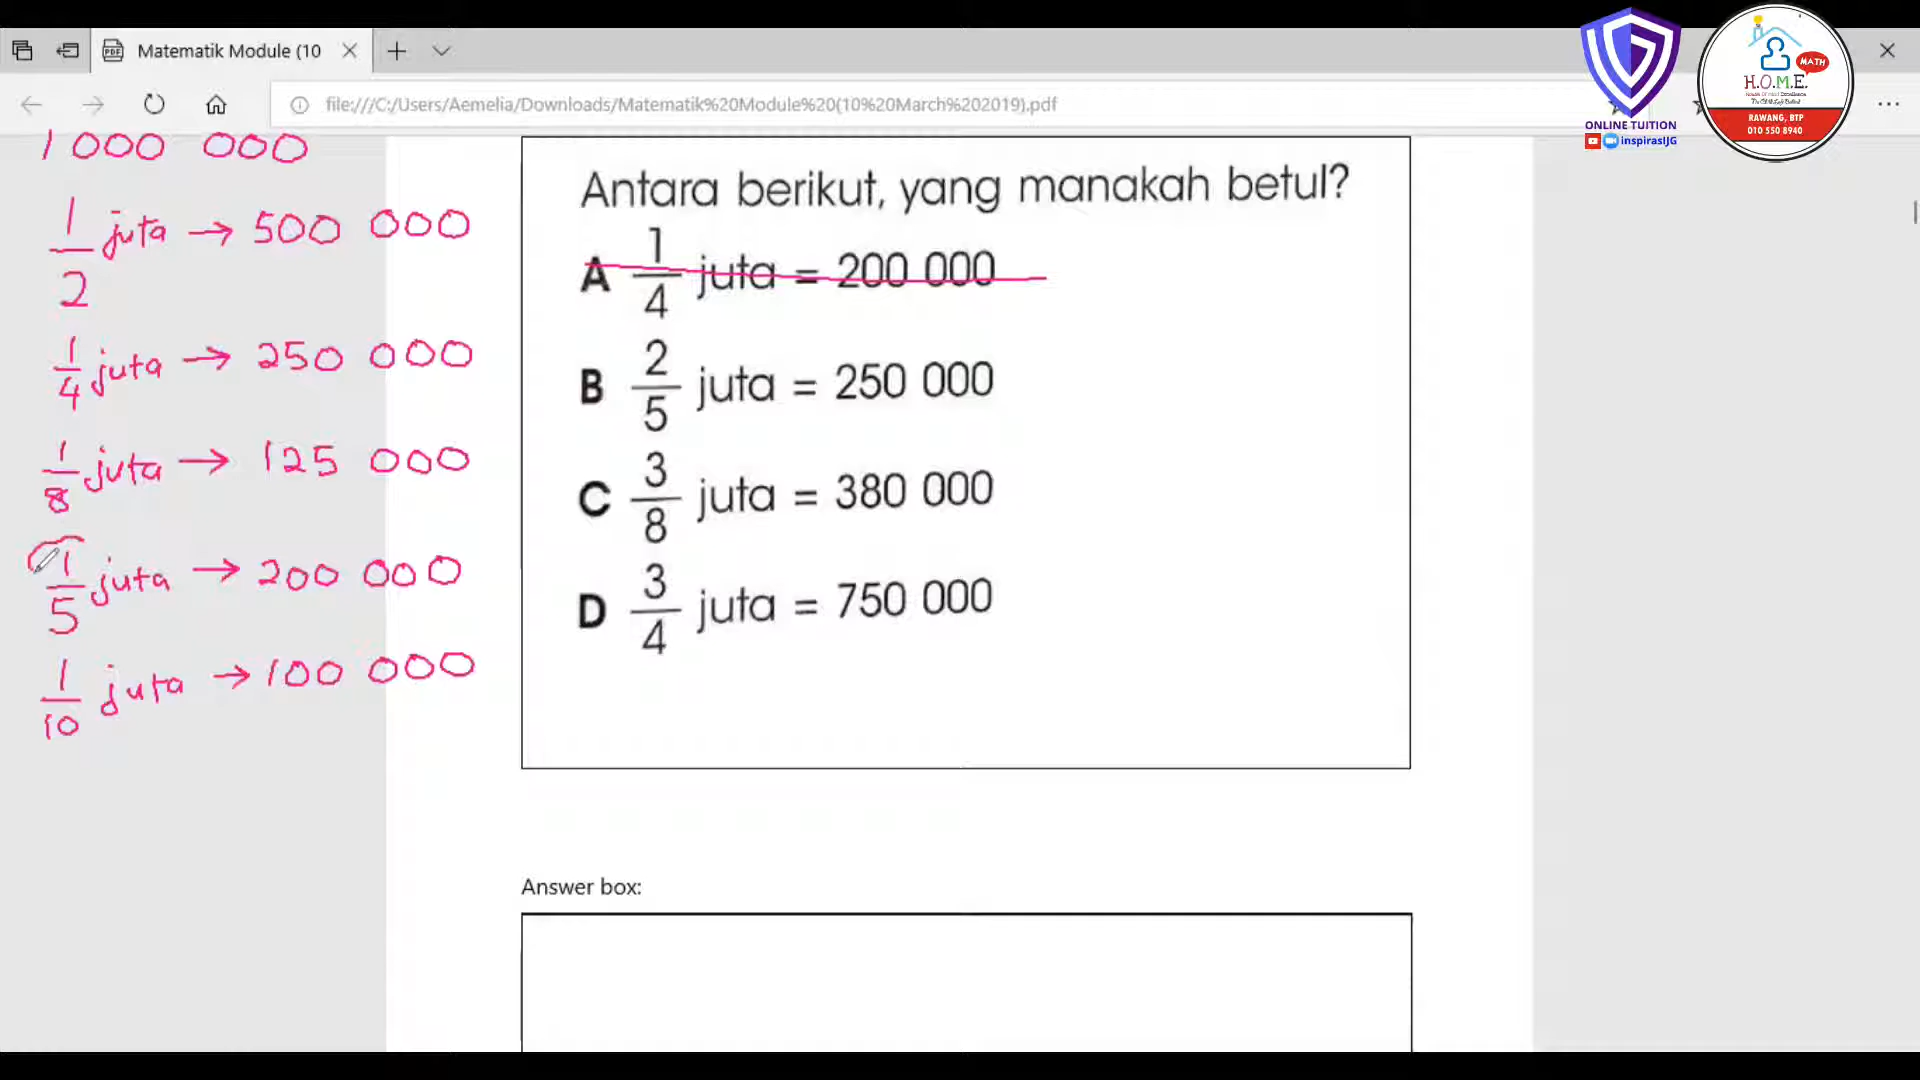 Matematik Module (10
file:///C:/Users/Aemelia/Downloads/Matematik%20Module%20(10%20March%202019).pdf
ONLINE TUITION
inspirasIJG
H.O.M.E.
MATH
RAWANG, BTP
010 550 8940
1 000 000
1/2 juta → 500 000
1/4 juta → 250 000
1/8 juta → 125 000
1/5 juta → 200 000
1/10 juta → 100 000
Antara berikut, yang manakah betul?
A 1/4 juta = 200 000
B 2/5 juta = 250 000
C 3/8 juta = 380 000
D 3/4 juta = 750 000
Answer box: